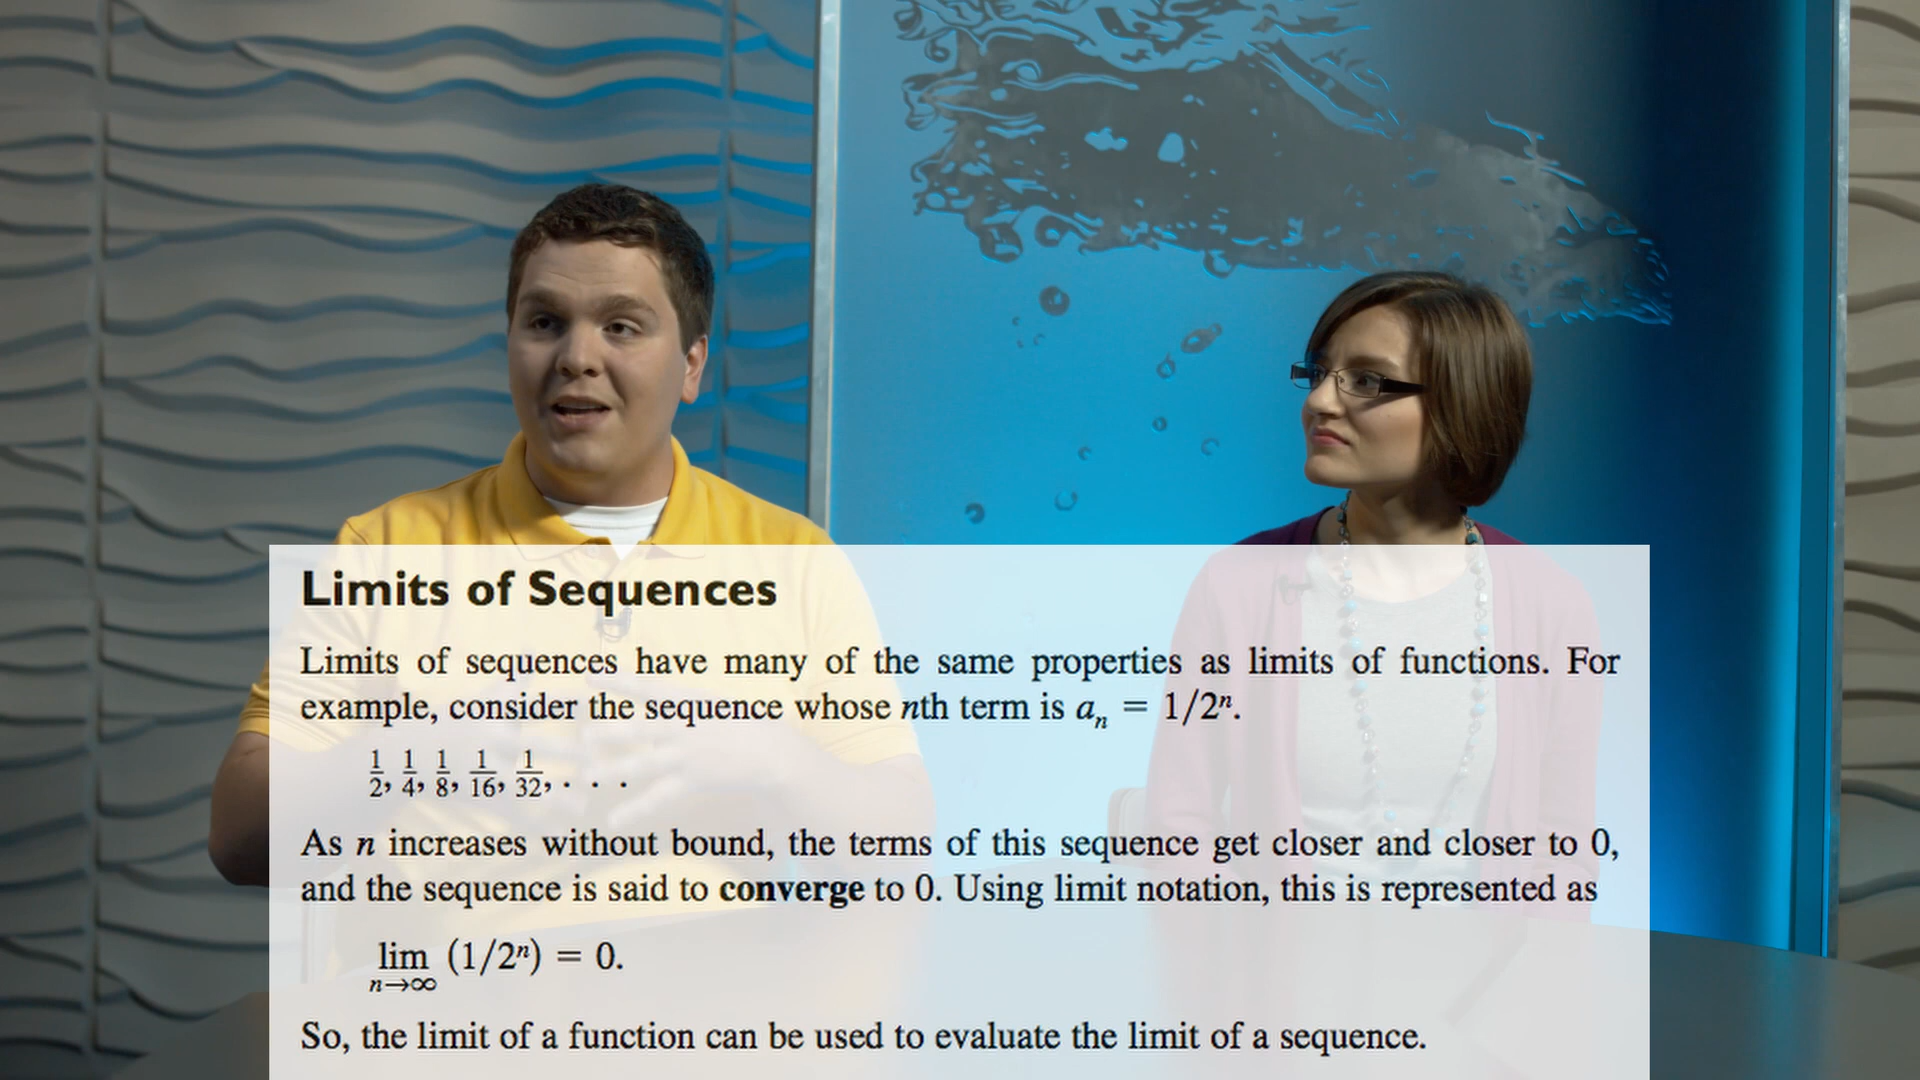 Limits of Sequences
Limits of sequences have many of the same properties as limits of functions. For
example, consider the sequence whose nth term is aₙ = 1/2ⁿ.
1/2, 1/4, 1/8, 1/16, 1/32, . . .
As n increases without bound, the terms of this sequence get closer and closer to 0,
and the sequence is said to converge to 0. Using limit notation, this is represented as
lim n→∞ (1/2ⁿ) = 0.
So, the limit of a function can be used to evaluate the limit of a sequence.